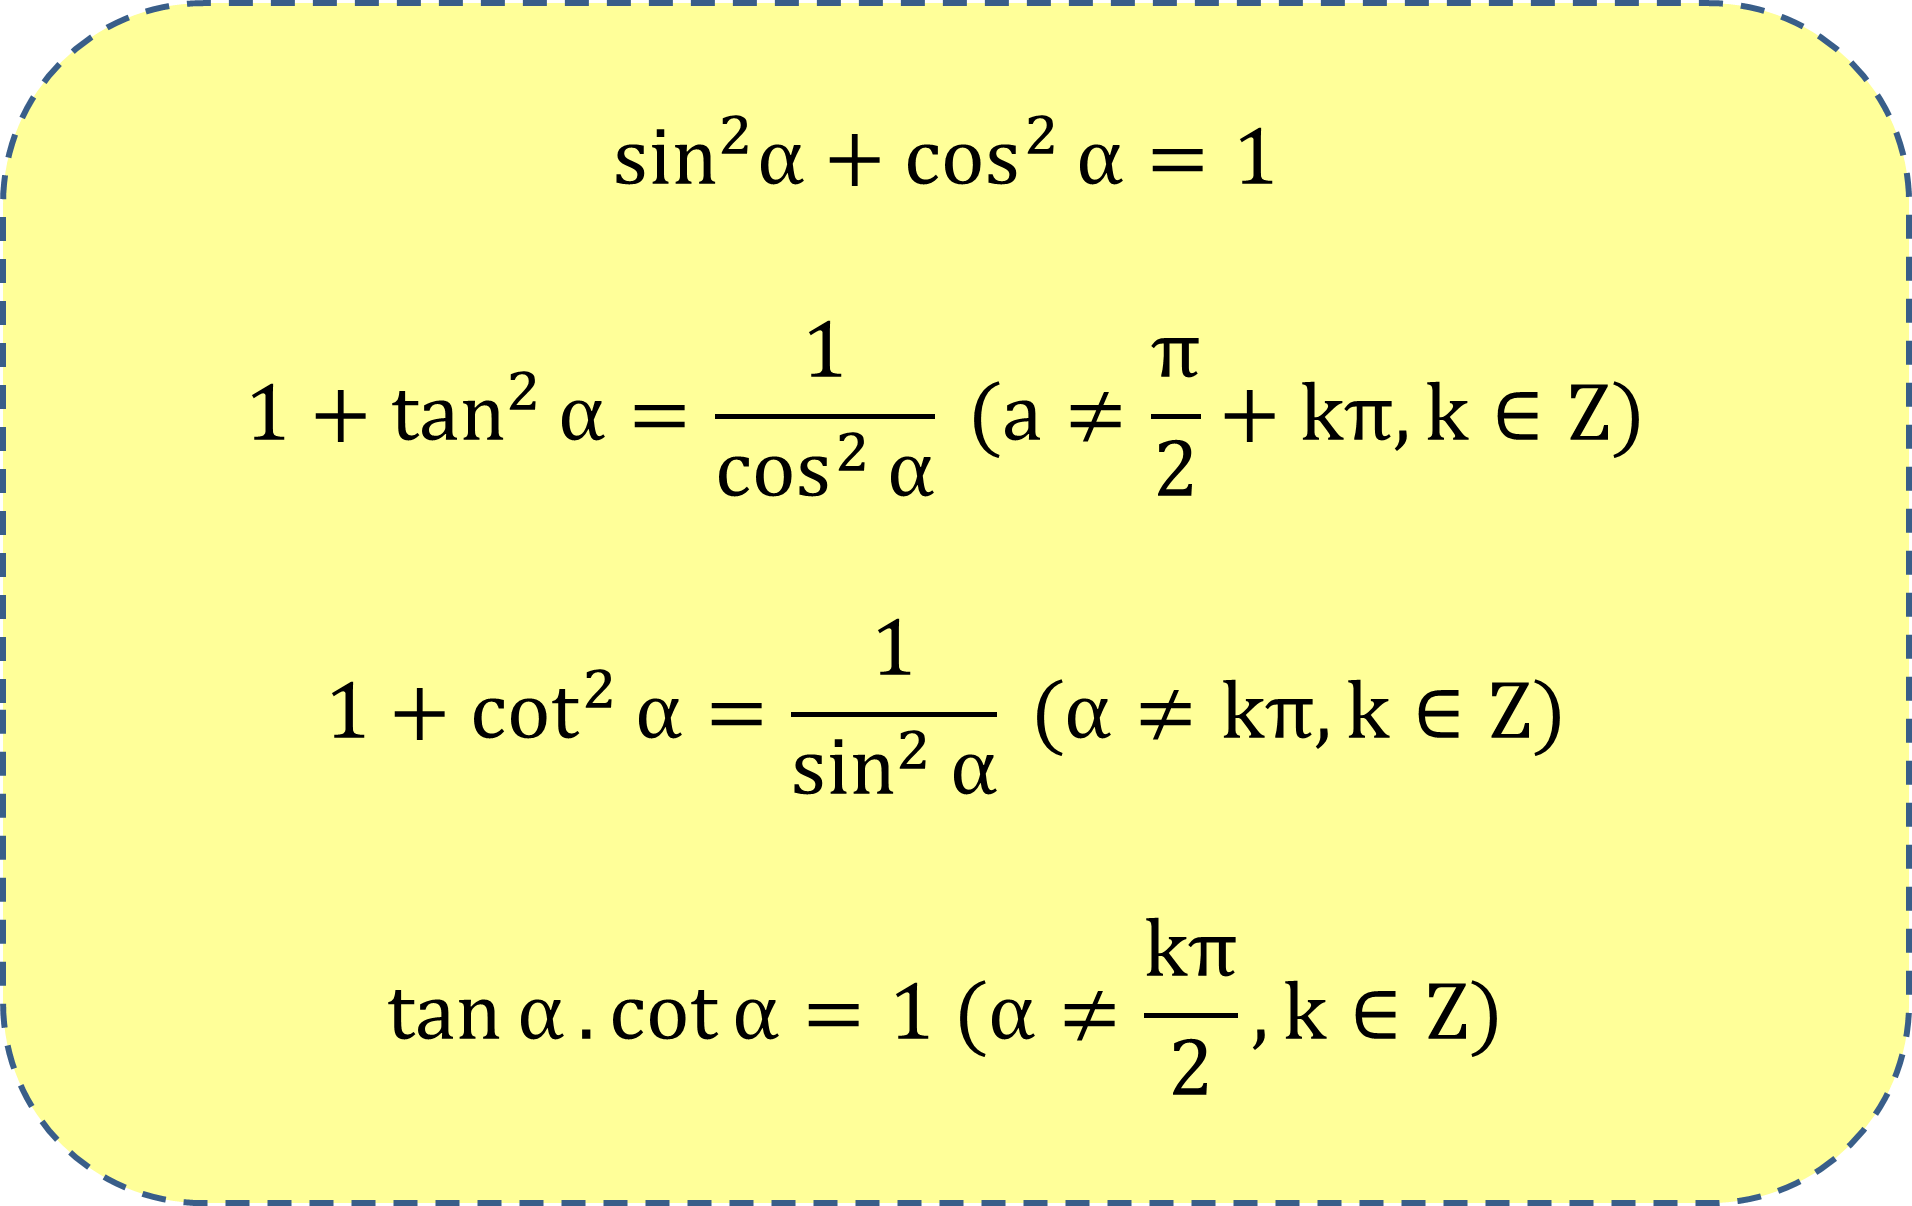 sin²α + cos² α = 1
1 + tan² α = 1/cos² α (a ≠ π/2 + kπ, k ∈ Z)
1 + cot² α = 1/sin² α (α ≠ kπ, k ∈ Z)
tan α . cot α = 1 (α ≠ kπ/2, k ∈ Z)